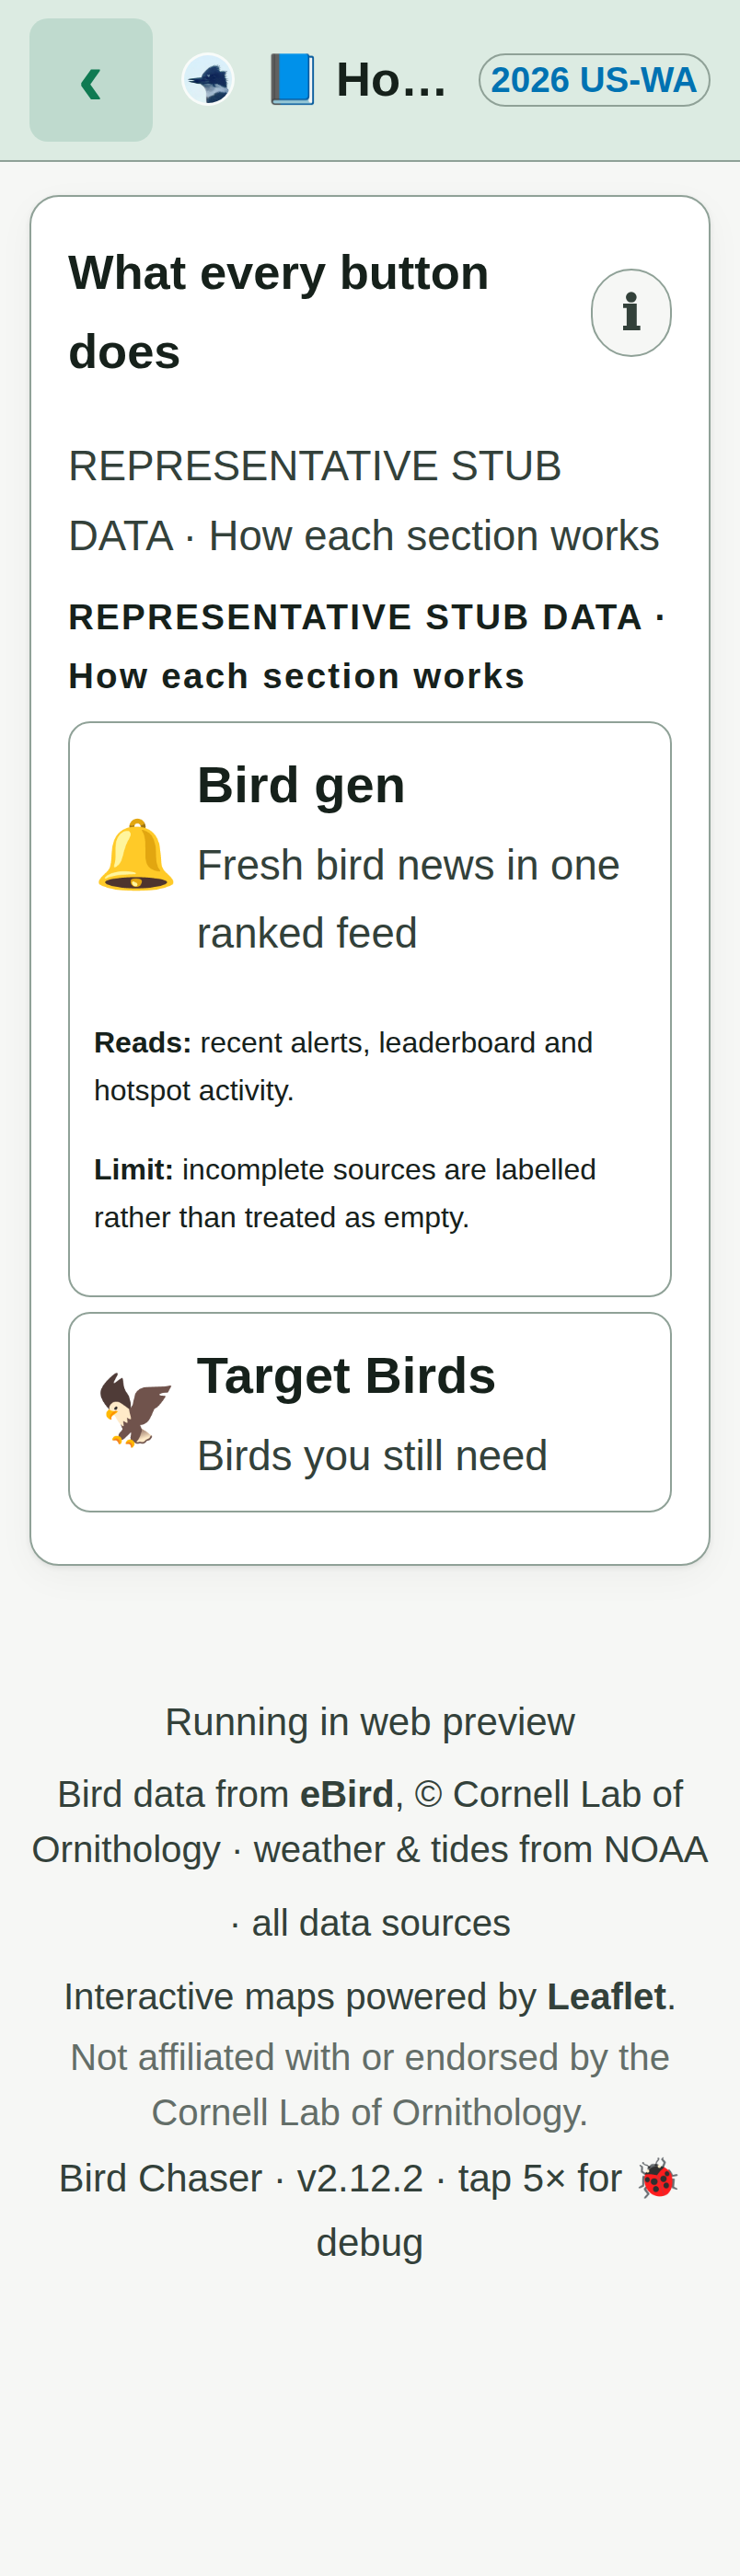 ‹ 📘 Ho… 2026 US-WA
What every button
does
ℹ
REPRESENTATIVE STUB
DATA · How each section works
REPRESENTATIVE STUB DATA ·
How each section works
🔔 Bird gen
Fresh bird news in one
ranked feed
Reads: recent alerts, leaderboard and
hotspot activity.
Limit: incomplete sources are labelled
rather than treated as empty.
🦅 Target Birds
Birds you still need
Running in web preview
Bird data from eBird, © Cornell Lab of
Ornithology · weather & tides from NOAA
· all data sources
Interactive maps powered by Leaflet.
Not affiliated with or endorsed by the
Cornell Lab of Ornithology.
Bird Chaser · v2.12.2 · tap 5× for 🐞
debug